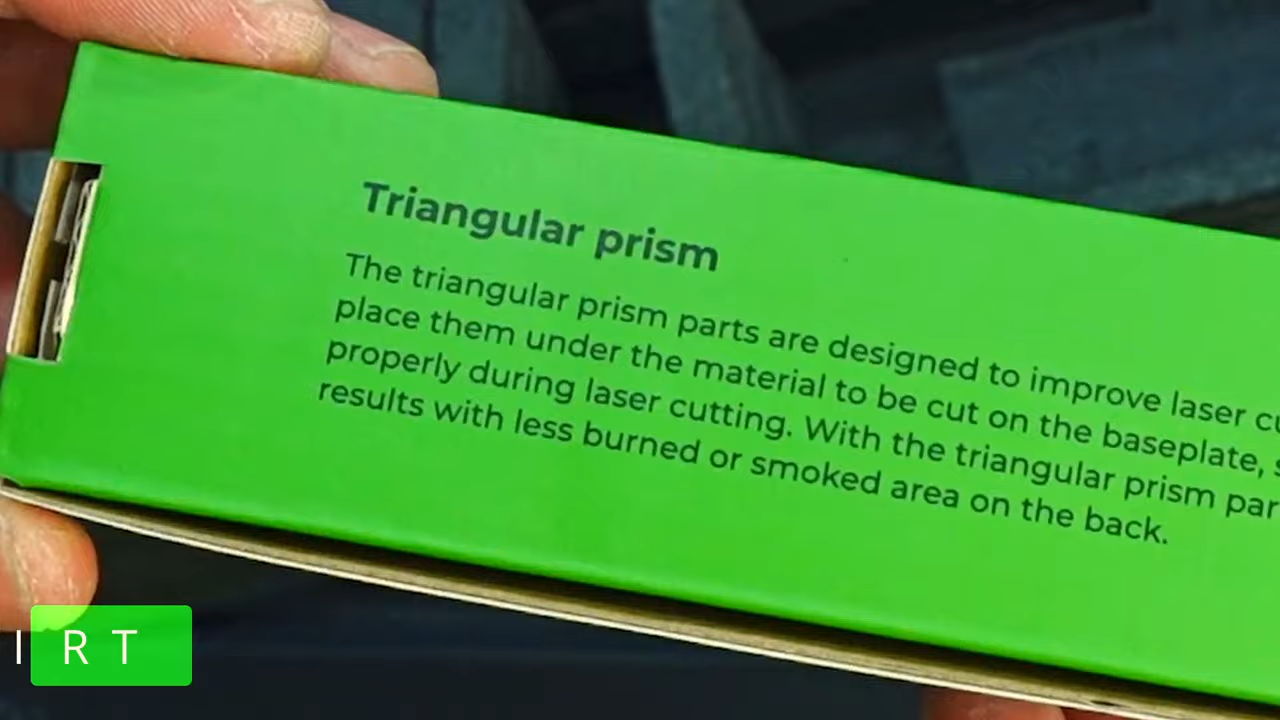 Triangular prism
The triangular prism parts are designed to improve laser
place them under the material to be cut on the baseplate,
properly during laser cutting. With the triangular prism
results with less burned or smoked area on the back.
I R T